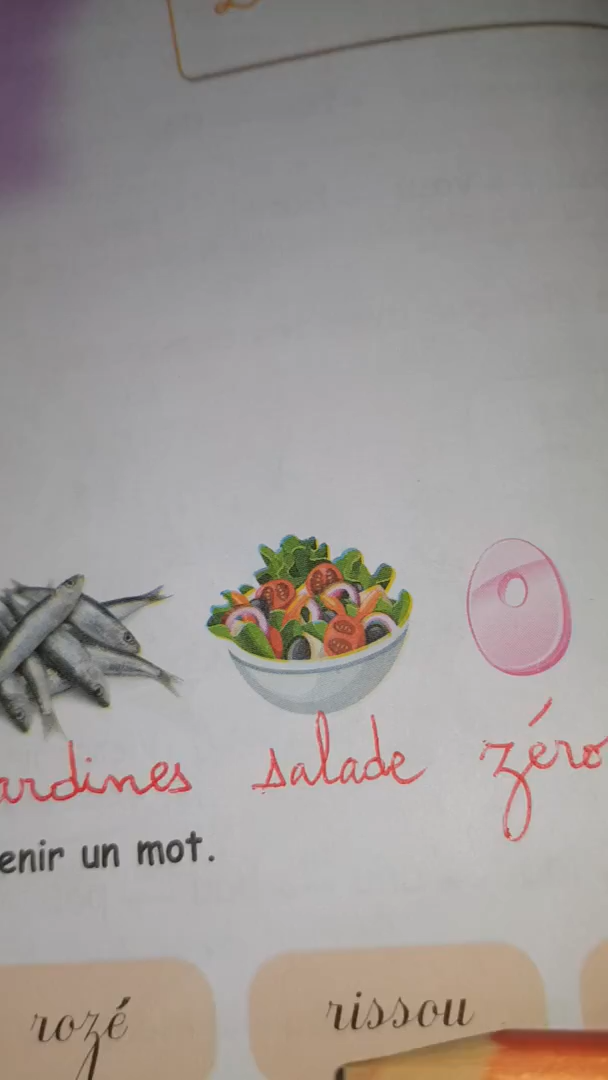 ardines salade zéro
enir un mot.
rozé rissou